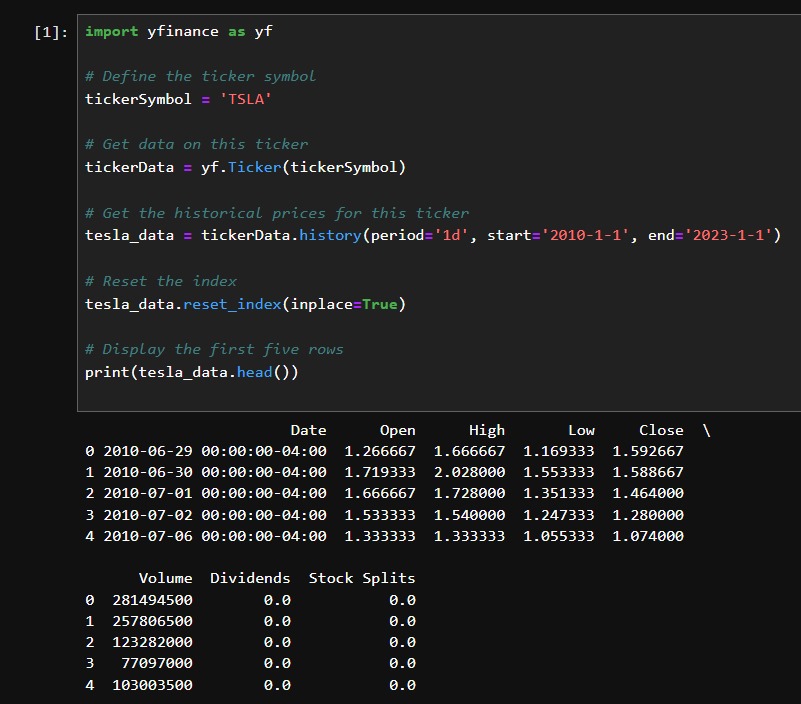 [1]: import yfinance as yf
# Define the ticker symbol
tickerSymbol = 'TSLA'
# Get data on this ticker
tickerData = yf.Ticker(tickerSymbol)
# Get the historical prices for this ticker
tesla_data = tickerData.history(period='1d', start='2010-1-1', end='2023-1-1')
# Reset the index
tesla_data.reset_index(inplace=True)
# Display the first five rows
print(tesla_data.head())
Date Open High Low Close \
0 2010-06-29 00:00:00-04:00 1.266667 1.666667 1.169333 1.592667
1 2010-06-30 00:00:00-04:00 1.719333 2.028000 1.553333 1.588667
2 2010-07-01 00:00:00-04:00 1.666667 1.728000 1.351333 1.464000
3 2010-07-02 00:00:00-04:00 1.533333 1.540000 1.247333 1.280000
4 2010-07-06 00:00:00-04:00 1.333333 1.333333 1.055333 1.074000
Volume Dividends Stock Splits
0 281494500 0.0 0.0
1 257806500 0.0 0.0
2 123282000 0.0 0.0
3 77097000 0.0 0.0
4 103003500 0.0 0.0